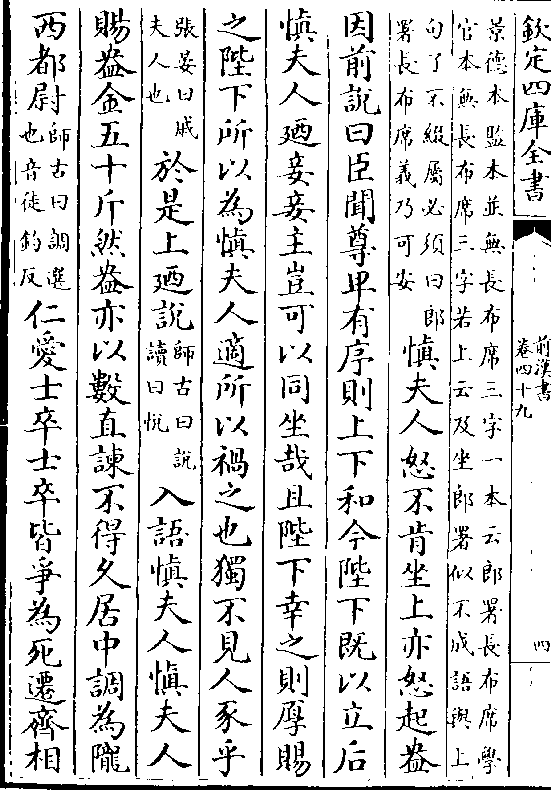 欽定四庫全書
前漢書
卷四十九
四
景德本監本並無長布席三字一本云郎署長布席學
官本無長布席三字若上云及坐郎署似不成語與上
句了不綴屬必須曰郎
署長布席義乃可安
慎夫人怒不肯坐上亦怒起盎
因前說曰臣聞尊卑有序則上下和今陛下既以立后
慎夫人廼妾妾主豈可以同坐哉且陛下幸之則厚賜
之陛下所以為慎夫人適所以禍之也獨不見人豕乎
張晏曰戚
夫人也
於是上廼說
師古曰說
讀曰悅
入語慎夫人慎夫人
賜盎金五十斤然盎亦以數直諫不得久居中調為隴
西都尉
師古曰調選
也音徒釣反
仁愛士卒士卒皆爭為死遷齊相